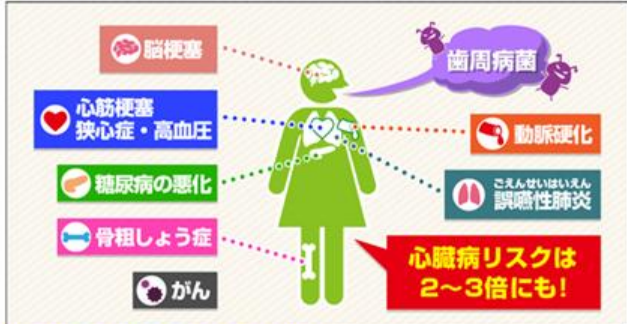 脳梗塞
歯周病菌
心筋梗塞
狭心症・高血圧
動脈硬化
糖尿病の悪化
ごえんせいはいえん
誤嚥性肺炎
骨粗しょう症
がん
心臓病リスクは
2〜3倍にも!